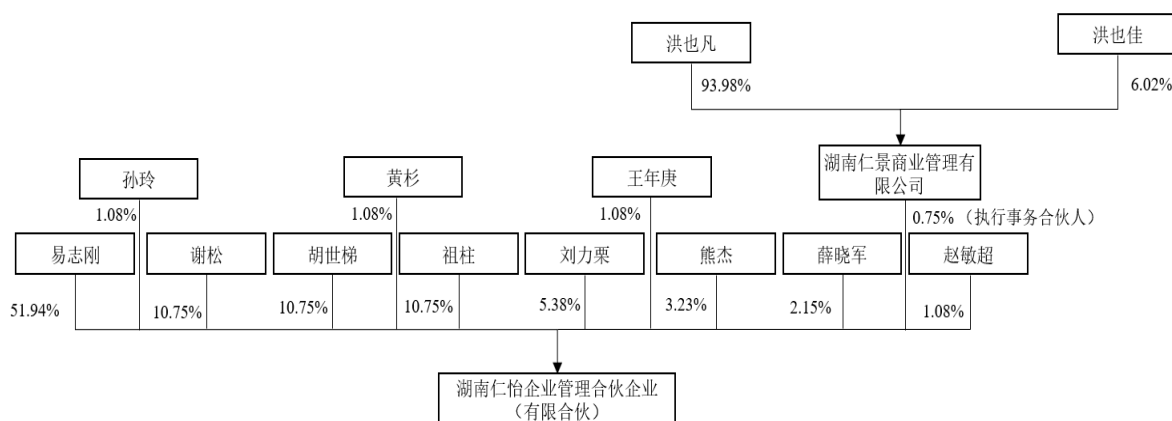 洪也凡
洪也佳
93.98%
6.02%
孙玲
黄杉
王年庚
湖南仁景商业管理有
限公司
1.08%
1.08%
1.08%
0.75%（执行事务合伙人）
易志刚
谢松
胡世梯
祖柱
刘力栗
熊杰
薛晓军
赵敏超
51.94%
10.75%
10.75%
10.75%
5.38%
3.23%
2.15%
1.08%
湖南仁怡企业管理合伙企业
（有限合伙）